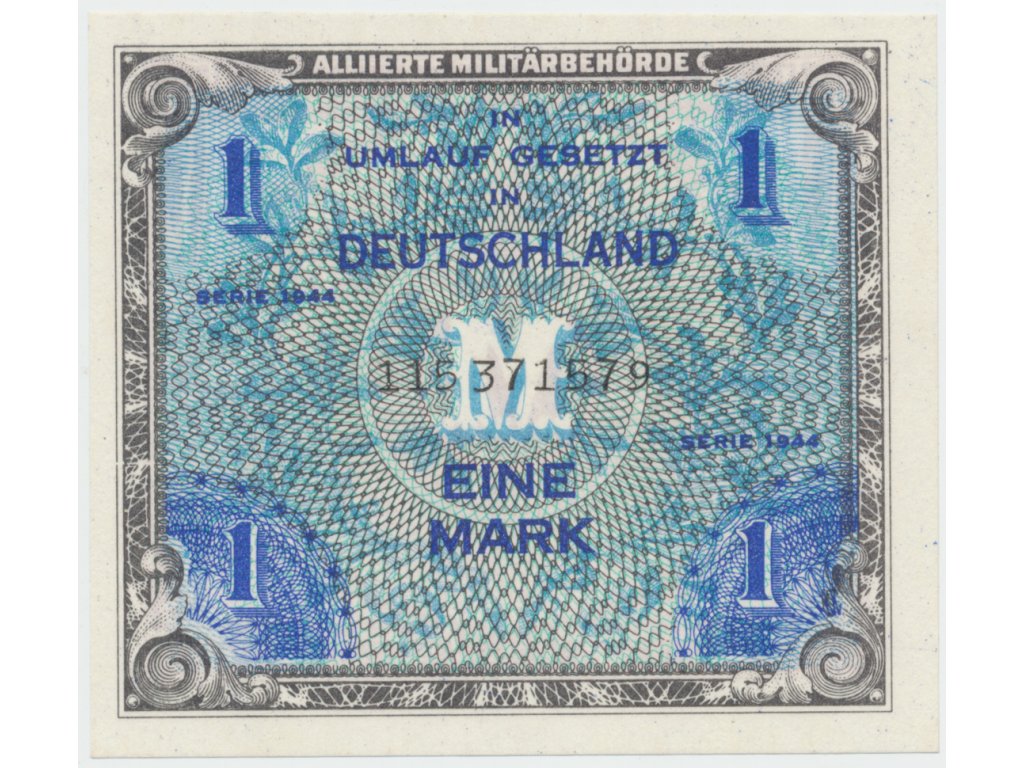 ALLIIERTE MILITÄRBEHÖRDE
IN
1 UMLAUF GESETZT 1
IN
DEUTSCHLAND
SERIE 1944
M
115371579
SERIE 1944
EINE
1 MARK 1